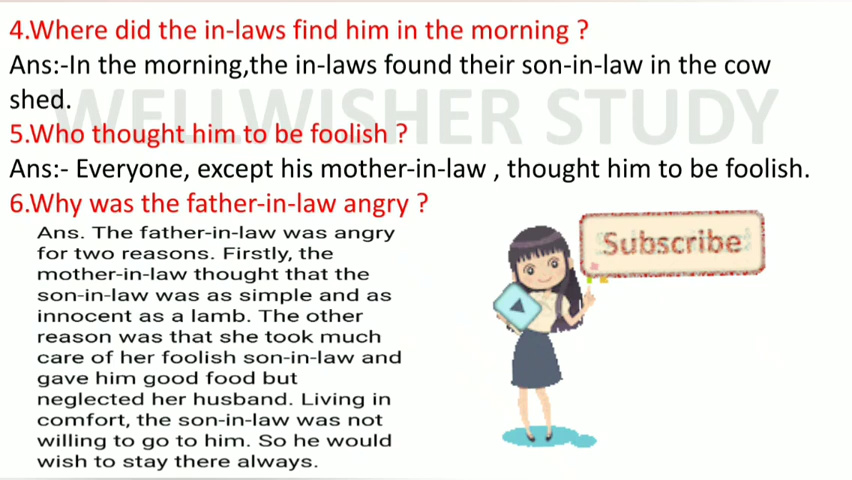 4.Where did the in-laws find him in the morning ?
Ans:-In the morning,the in-laws found their son-in-law in the cow
shed.
WELLWISHER STUDY
5.Who thought him to be foolish ?
Ans:- Everyone, except his mother-in-law , thought him to be foolish.
6.Why was the father-in-law angry ?
Ans. The father-in-law was angry
for two reasons. Firstly, the
mother-in-law thought that the
son-in-law was as simple and as
innocent as a lamb. The other
reason was that she took much
care of her foolish son-in-law and
gave him good food but
neglected her husband. Living in
comfort, the son-in-law was not
willing to go to him. So he would
wish to stay there always.
Subscribe